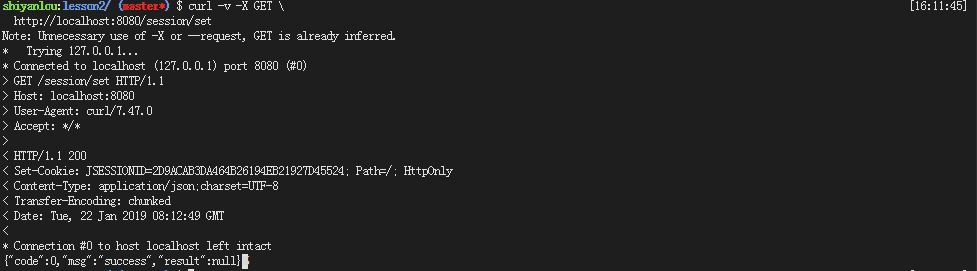 shiyanlou:lesson2/ (master*) $ curl -v -X GET \ [16:11:45]
  http://localhost:8080/session/set
Note: Unnecessary use of -X or --request, GET is already inferred.
*   Trying 127.0.0.1...
* Connected to localhost (127.0.0.1) port 8080 (#0)
> GET /session/set HTTP/1.1
> Host: localhost:8080
> User-Agent: curl/7.47.0
> Accept: */*
>
< HTTP/1.1 200
< Set-Cookie: JSESSIONID=2D9ACAB3DA464B26194EB21927D45524; Path=/; HttpOnly
< Content-Type: application/json;charset=UTF-8
< Transfer-Encoding: chunked
< Date: Tue, 22 Jan 2019 08:12:49 GMT
<
* Connection #0 to host localhost left intact
{"code":0,"msg":"success","result":null}